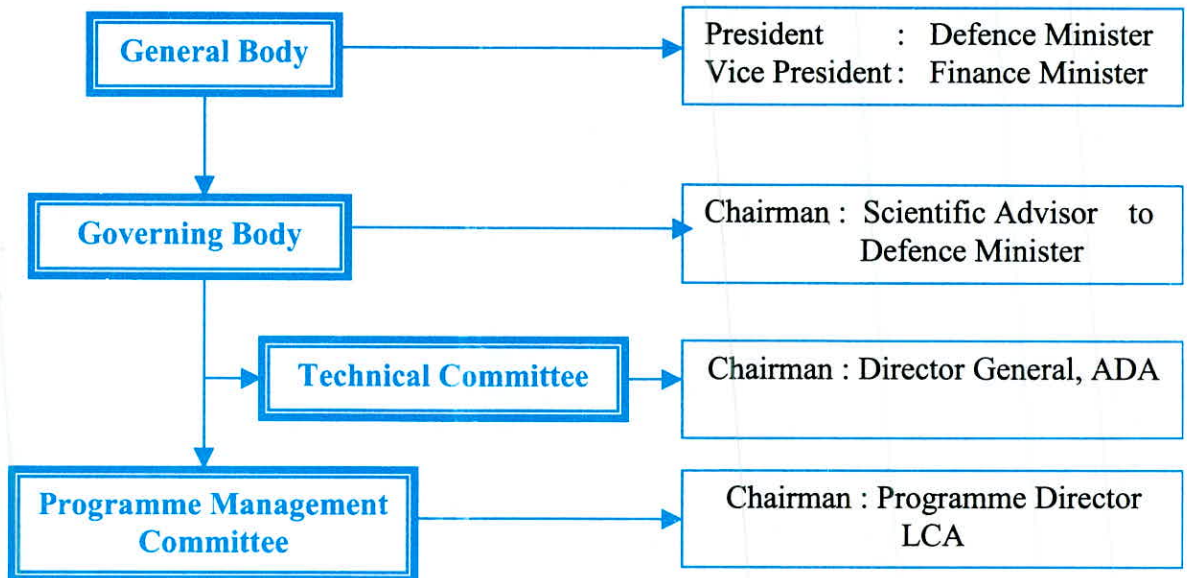 General Body
President : Defence Minister
Vice President : Finance Minister
Governing Body
Chairman : Scientific Advisor to
Defence Minister
Technical Committee
Chairman : Director General, ADA
Programme Management
Committee
Chairman : Programme Director
LCA